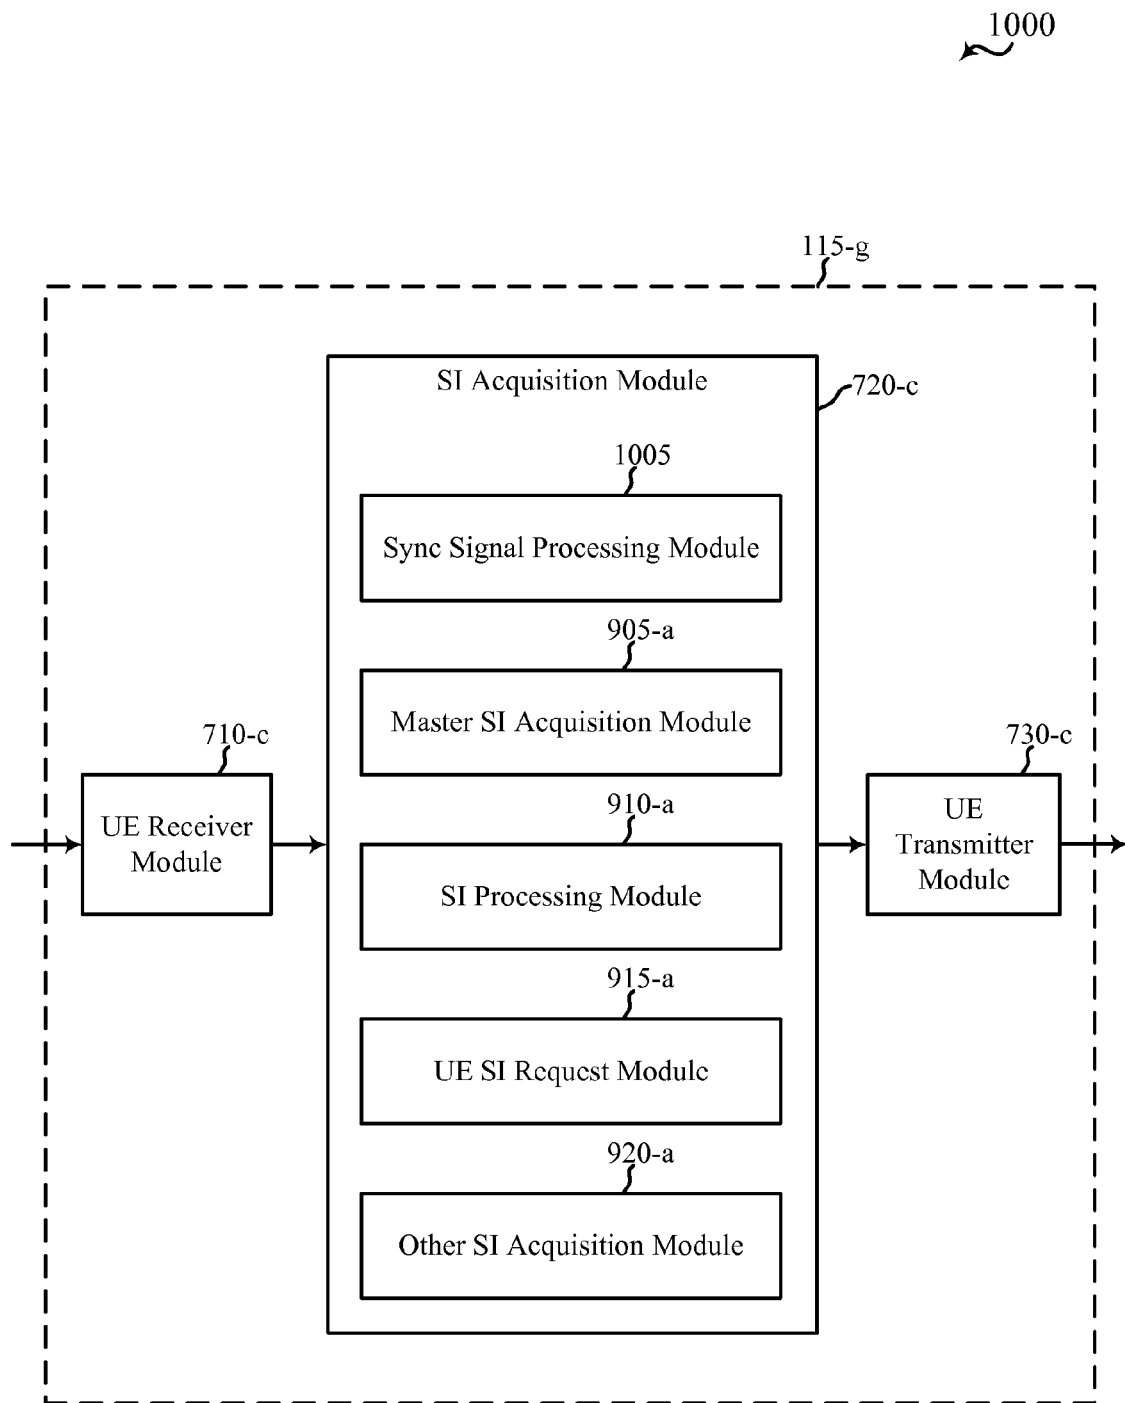 1000
115-g
SI Acquisition Module
720-c
1005
Sync Signal Processing Module
905-a
Master SI Acquisition Module
710-c
UE Receiver
Module
910-a
SI Processing Module
730-c
UE
Transmitter
Module
915-a
UE SI Request Module
920-a
Other SI Acquisition Module